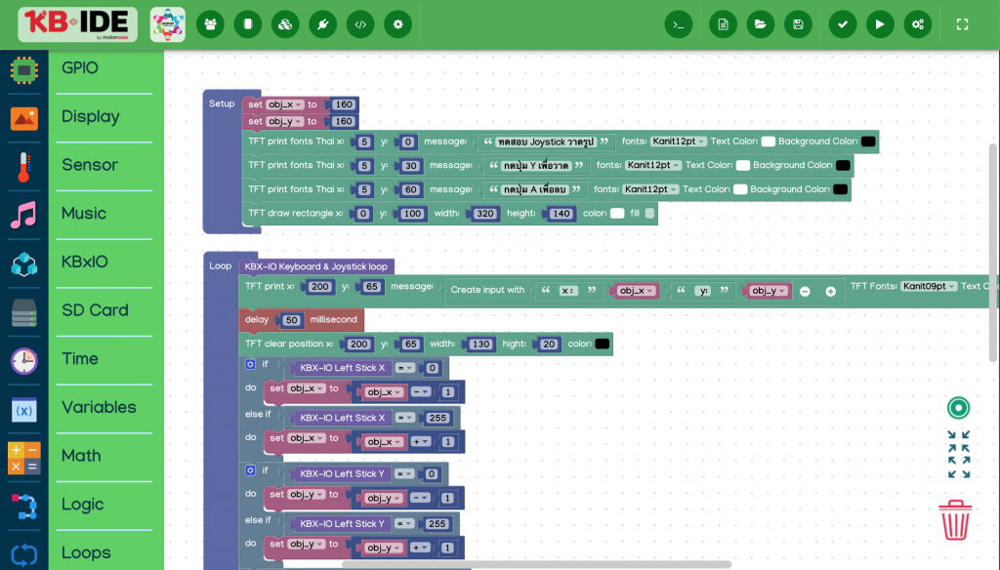 KB-IDE
by makerasia
GPIO
Display
Sensor
Music
KBxIO
SD Card
Time
Variables
Math
Logic
Loops
Setup
set obj_x to 160
set obj_y to 160
TFT print fonts Thai x: 5 y: 0 message: “ ทดสอบ Joystick วาดรูป ” fonts: Kanit12pt Text Color: Background Color:
TFT print fonts Thai x: 5 y: 30 message: “ กดปุ่ม Y เพื่อวาด ” fonts: Kanit12pt Text Color: Background Color:
TFT print fonts Thai x: 5 y: 60 message: “ กดปุ่ม A เพื่อลบ ” fonts: Kanit12pt Text Color: Background Color:
TFT draw rectangle x: 0 y: 100 width: 320 height: 140 color: fill
Loop
KBX-IO Keyboard & Joystick loop
TFT print x: 200 y: 65 message: Create input with “ x: ” obj_x “ y: ” obj_y TFT Fonts: Kanit09pt Text Co
delay 50 millisecond
TFT clear position x: 200 y: 65 width: 130 hight: 20 color:
if KBX-IO Left Stick X = 0
do set obj_x to obj_x - 1
else if KBX-IO Left Stick X = 255
do set obj_x to obj_x + 1
if KBX-IO Left Stick Y = 0
do set obj_y to obj_y - 1
else if KBX-IO Left Stick Y = 255
do set obj_y to obj_y + 1